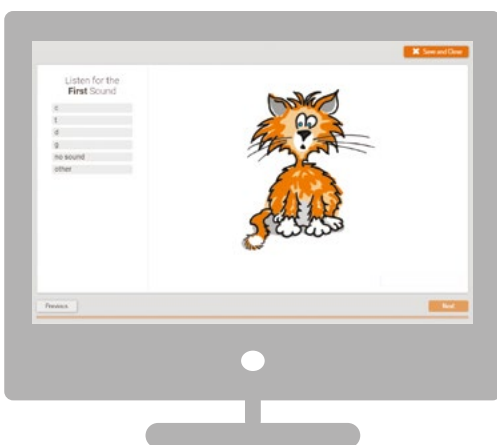 Save and Close
Listen for the
First Sound
c
t
d
g
no sound
other
Previous
Next